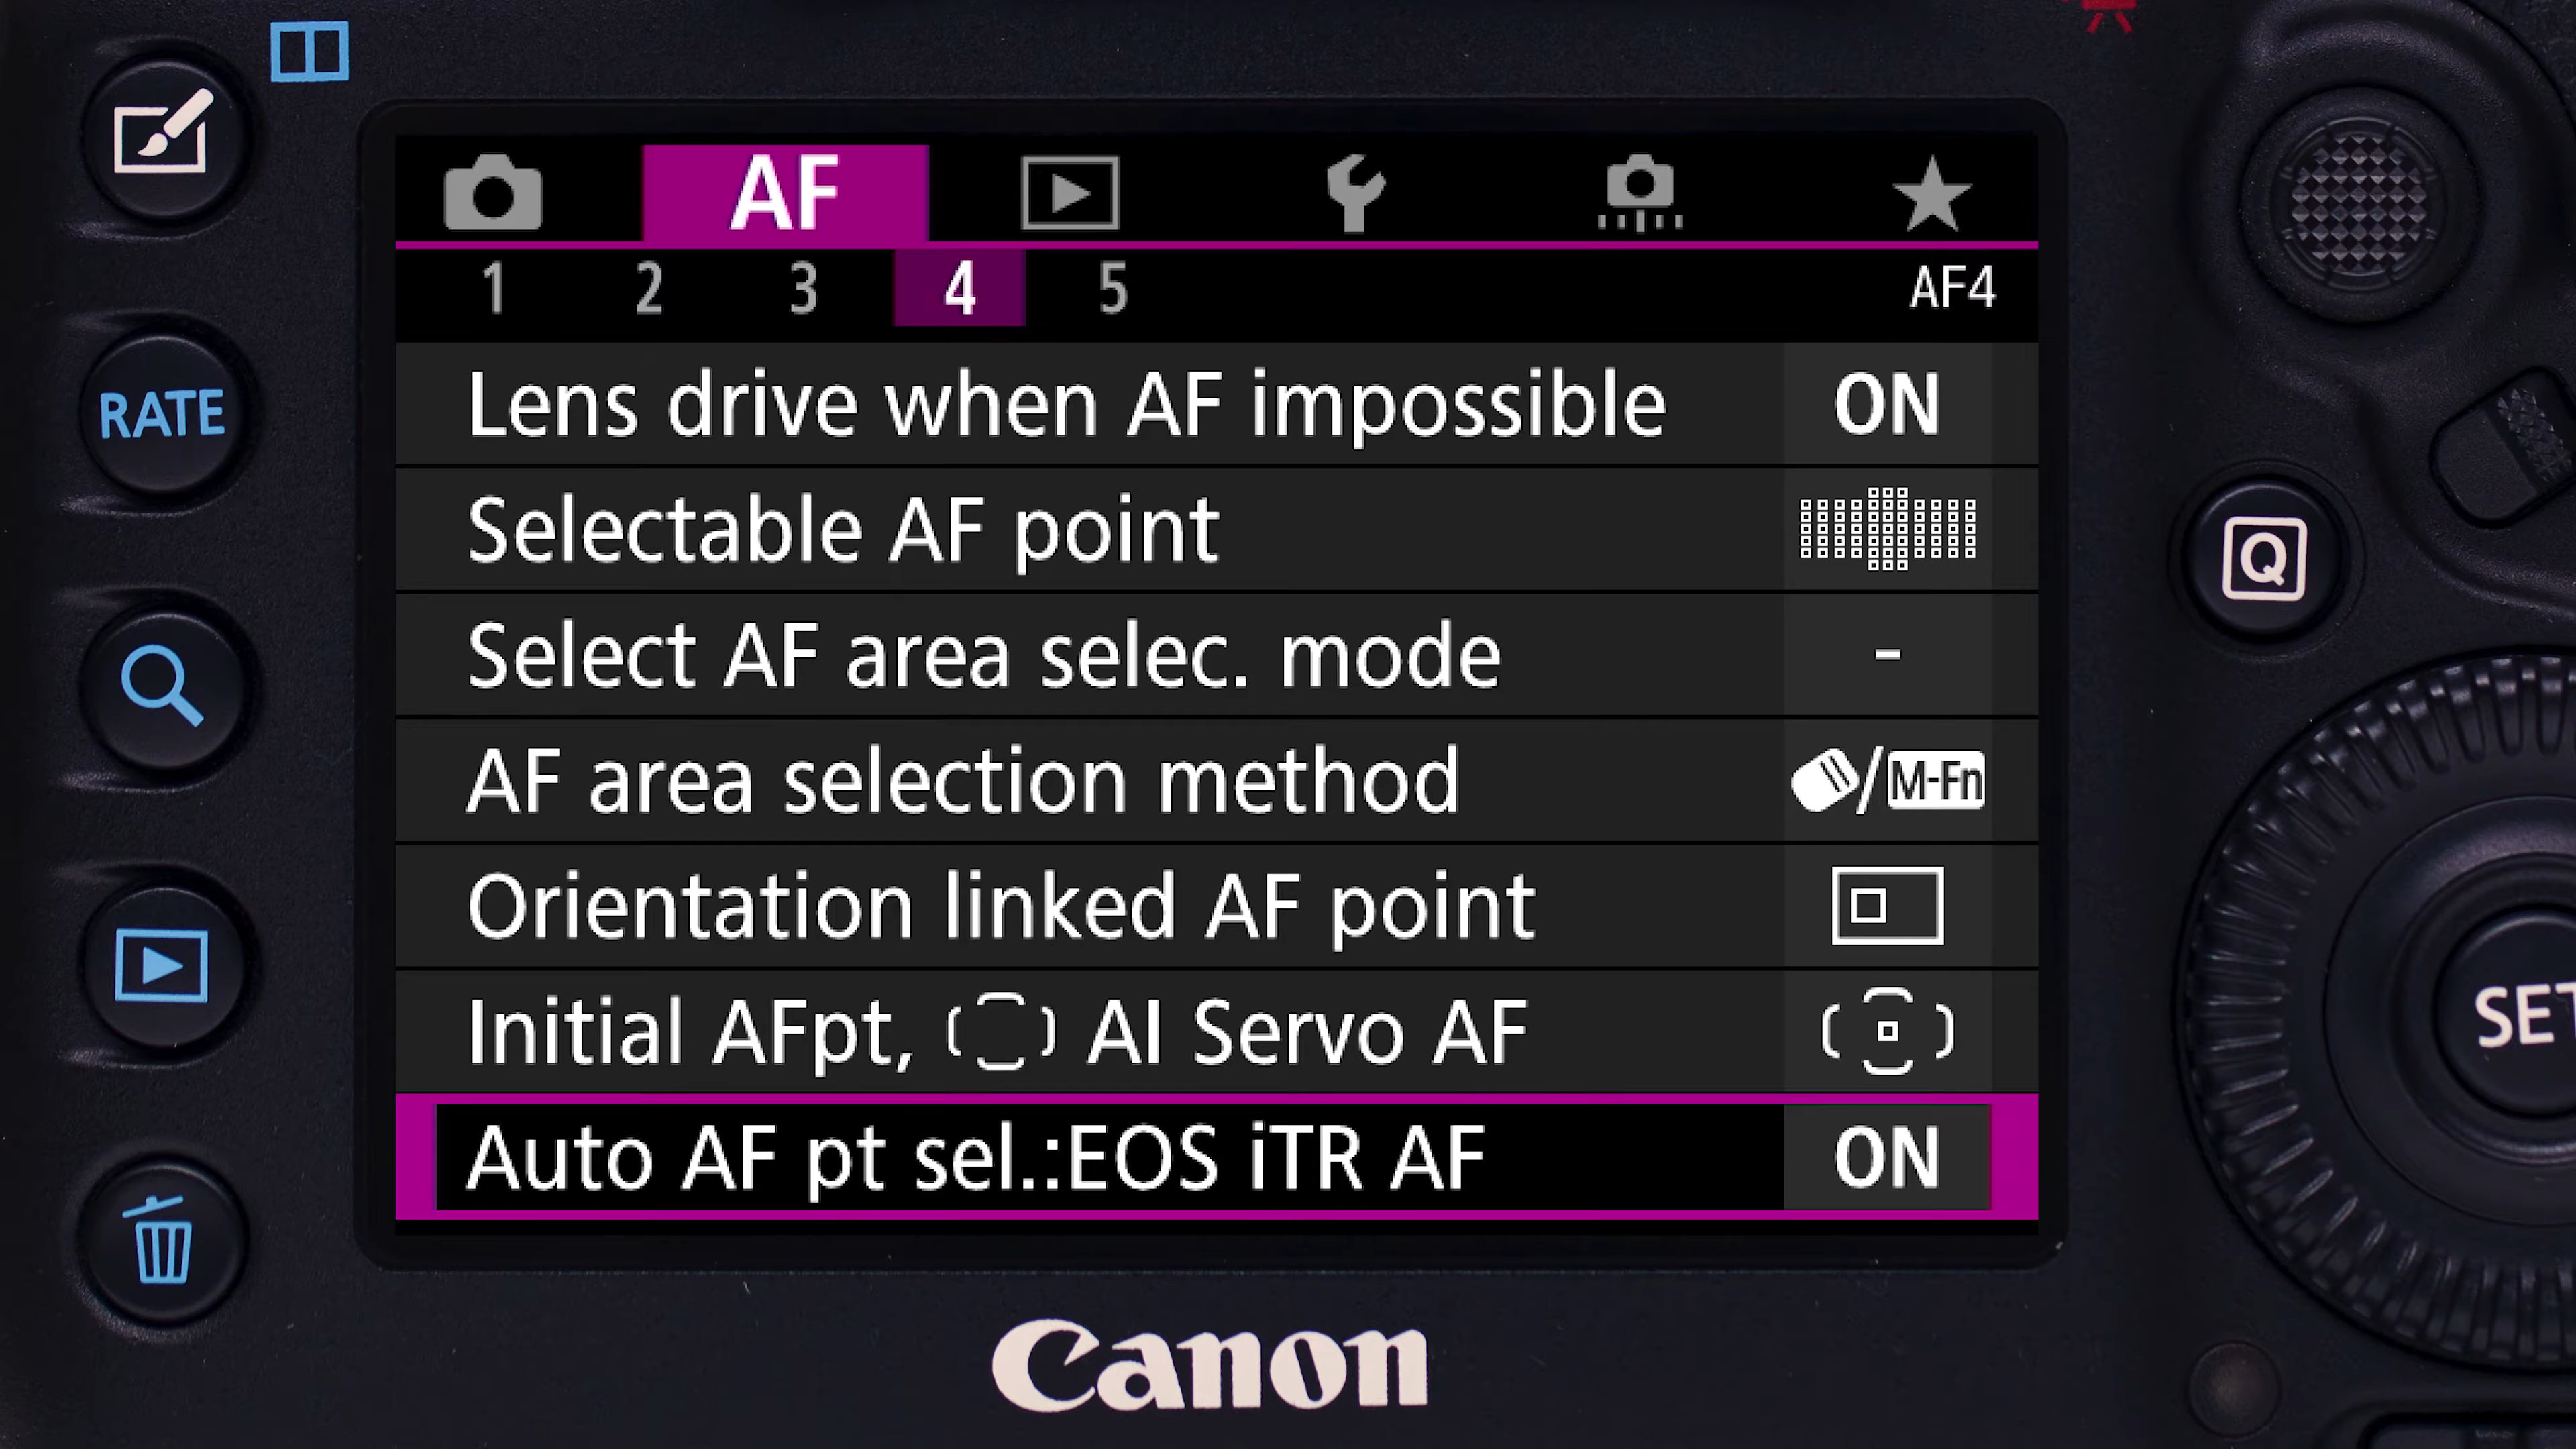 AF
1 2 3 4 5 AF4
Lens drive when AF impossible ON
Selectable AF point
Select AF area selec. mode -
AF area selection method /M-Fn
Orientation linked AF point
Initial AFpt, AI Servo AF
Auto AF pt sel.:EOS iTR AF ON
RATE
Q
SET
Canon